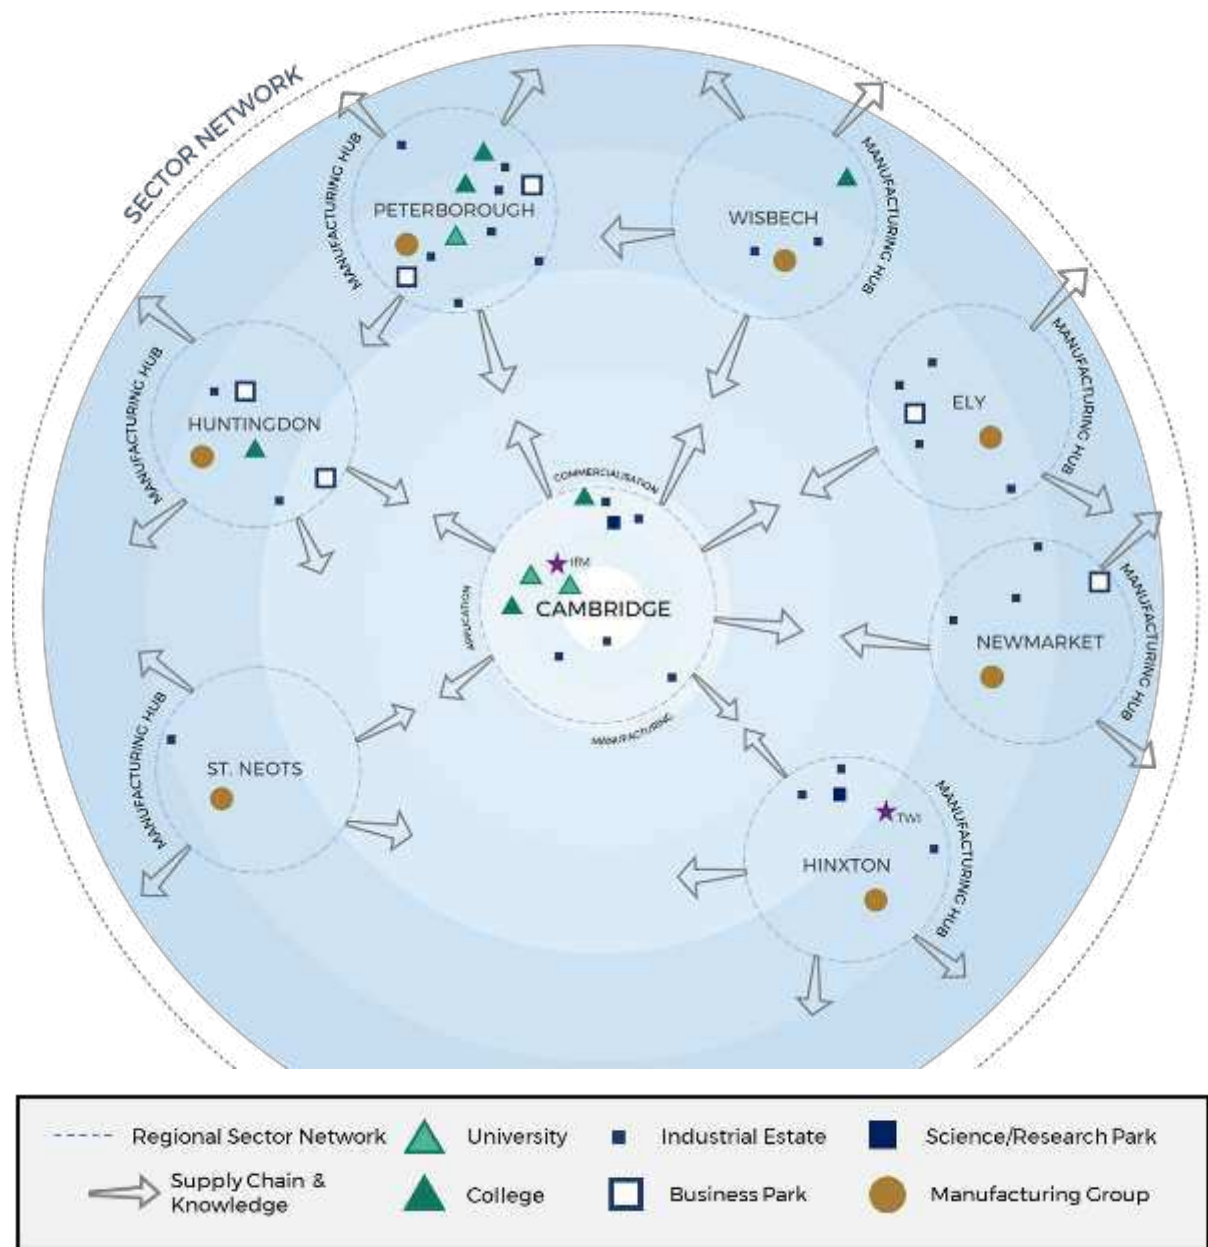 SECTOR NETWORK
MANUFACTURING HUB
PETERBOROUGH
WISBECH
MANUFACTURING HUB
MANUFACTURING HUB
HUNTINGDON
ELY
MANUFACTURING HUB
COMMERCIALISATION
IFM
CAMBRIDGE
APPLICATION
MANUFACTURING
NEWMARKET
MANUFACTURING HUB
MANUFACTURING HUB
ST. NEOTS
TWI
HINXTON
MANUFACTURING HUB
Regional Sector Network
University
Industrial Estate
Science/Research Park
Supply Chain &
Knowledge
College
Business Park
Manufacturing Group